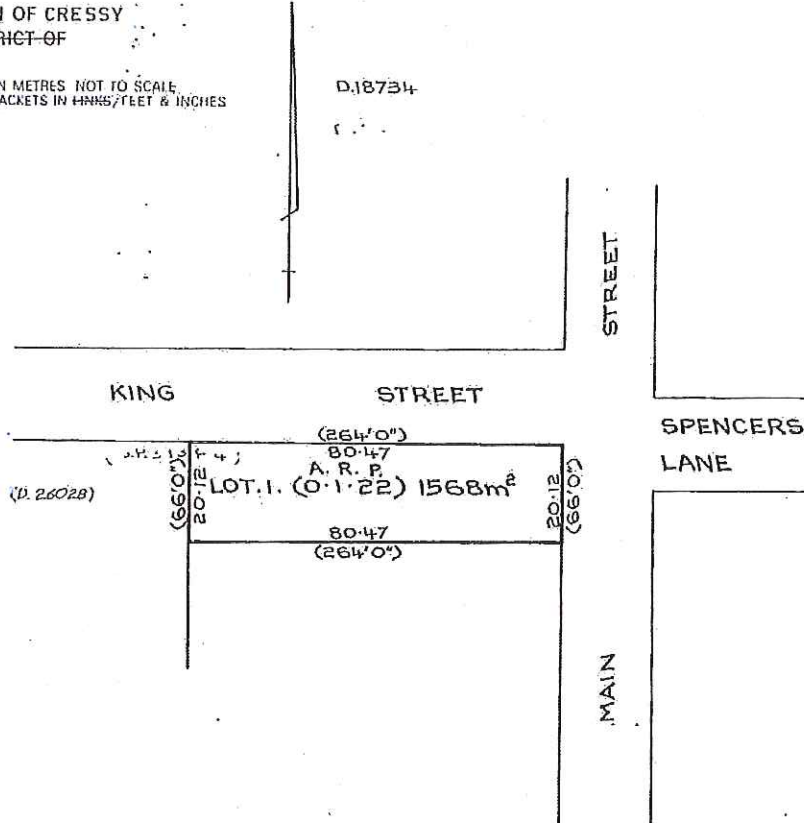 OF CRESSY
RICT OF
N METRES NOT TO SCALE
ACKETS IN LINKS/FEET & INCHES
D.18734
STREET
KING STREET
SPENCERS
LANE
(264'0")
80·47
A. R. P.
LOT.1. (0·1·22) 1568m²
(66'0")
20·12
20·12
(66'0")
(D.26028)
80·47
(264'0")
MAIN